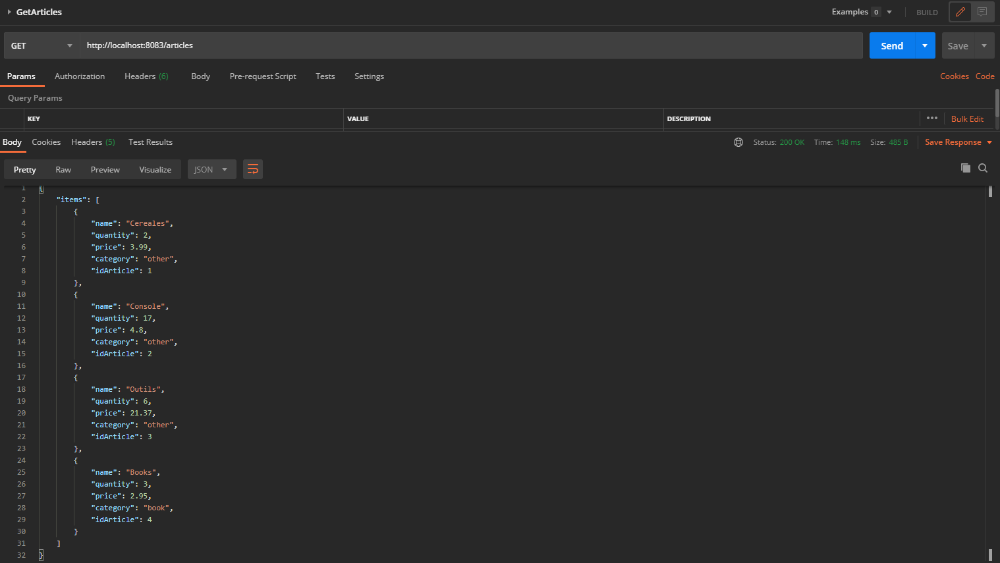 GetArticles
Examples 0
BUILD
GET
http://localhost:8083/articles
Send
Save
Params
Authorization
Headers (6)
Body
Pre-request Script
Tests
Settings
Cookies
Code
Query Params
KEY
VALUE
DESCRIPTION
•••
Bulk Edit
Body
Cookies
Headers (5)
Test Results
Status: 200 OK
Time: 148 ms
Size: 485 B
Save Response
Pretty
Raw
Preview
Visualize
JSON
1 {
2 "items": [
3 {
4 "name": "Cereales",
5 "quantity": 2,
6 "price": 3.99,
7 "category": "other",
8 "idArticle": 1
9 },
10 {
11 "name": "Console",
12 "quantity": 17,
13 "price": 4.8,
14 "category": "other",
15 "idArticle": 2
16 },
17 {
18 "name": "Outils",
19 "quantity": 6,
20 "price": 21.37,
21 "category": "other",
22 "idArticle": 3
23 },
24 {
25 "name": "Books",
26 "quantity": 3,
27 "price": 2.95,
28 "category": "book",
29 "idArticle": 4
30 }
31 ]
32 }